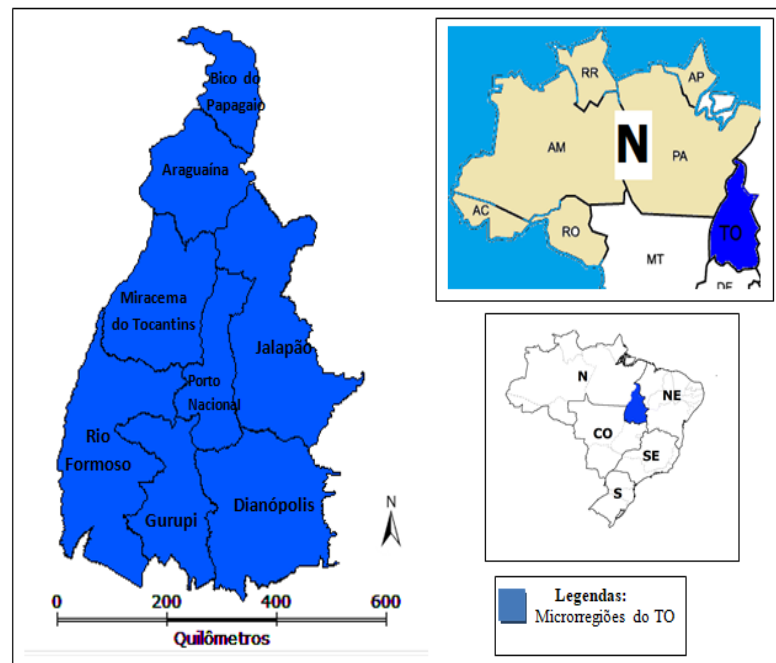 Bico do
Papagaio
Araguaína
Miracema
do Tocantins
Jalapão
Porto
Nacional
Rio
Formoso
Gurupi
Dianópolis
N
0
200
400
600
Quilômetros
RR
AP
N
AM
PA
AC
RO
TO
MT
DF
N
NE
CO
SE
S
Legendas:
Microrregiões do TO